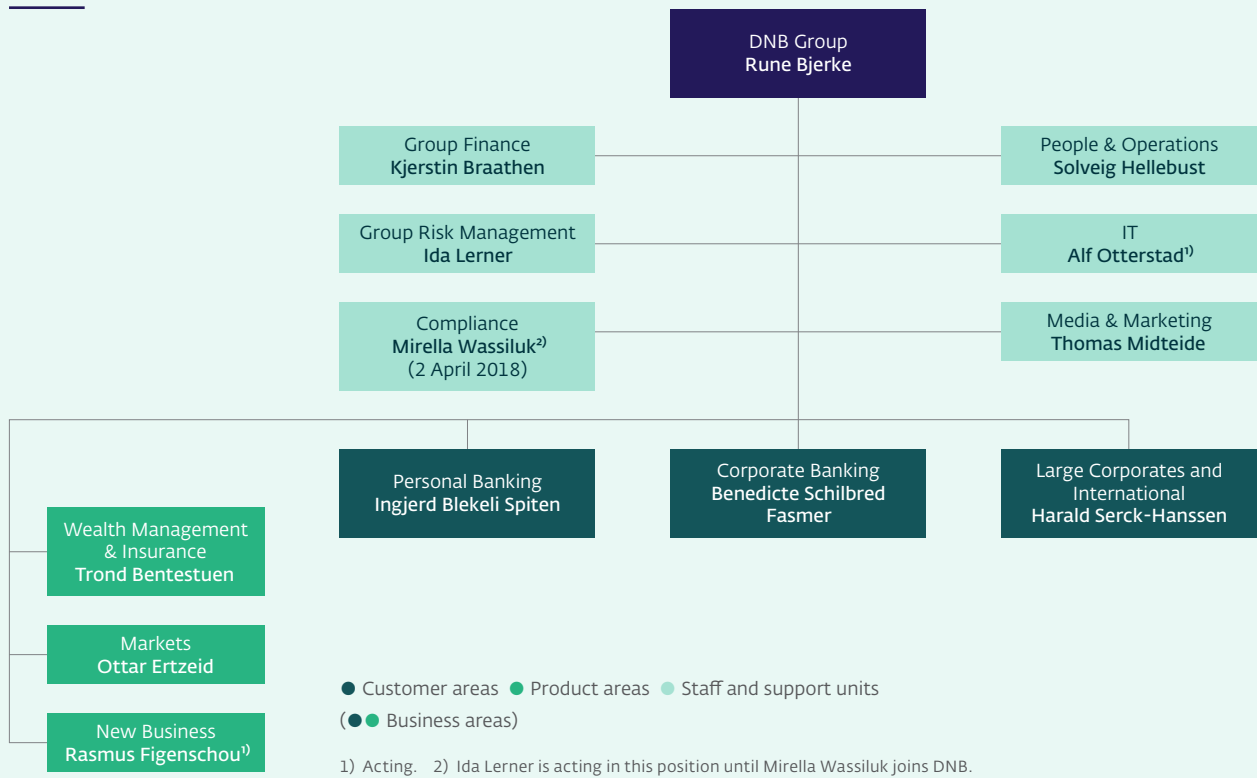 DNB Group
Rune Bjerke
Group Finance
Kjerstin Braathen
People & Operations
Solveig Hellebust
Group Risk Management
Ida Lerner
IT
Alf Otterstad¹⁾
Compliance
Mirella Wassiluk²⁾
(2 April 2018)
Media & Marketing
Thomas Midteide
Personal Banking
Ingjerd Blekeli Spiten
Corporate Banking
Benedicte Schilbred
Fasmer
Large Corporates and
International
Harald Serck-Hanssen
Wealth Management
& Insurance
Trond Bentestuen
Markets
Ottar Ertzeid
New Business
Rasmus Figenschou¹⁾
● Customer areas ● Product areas ● Staff and support units
(●● Business areas)
1) Acting. 2) Ida Lerner is acting in this position until Mirella Wassiluk joins DNB.